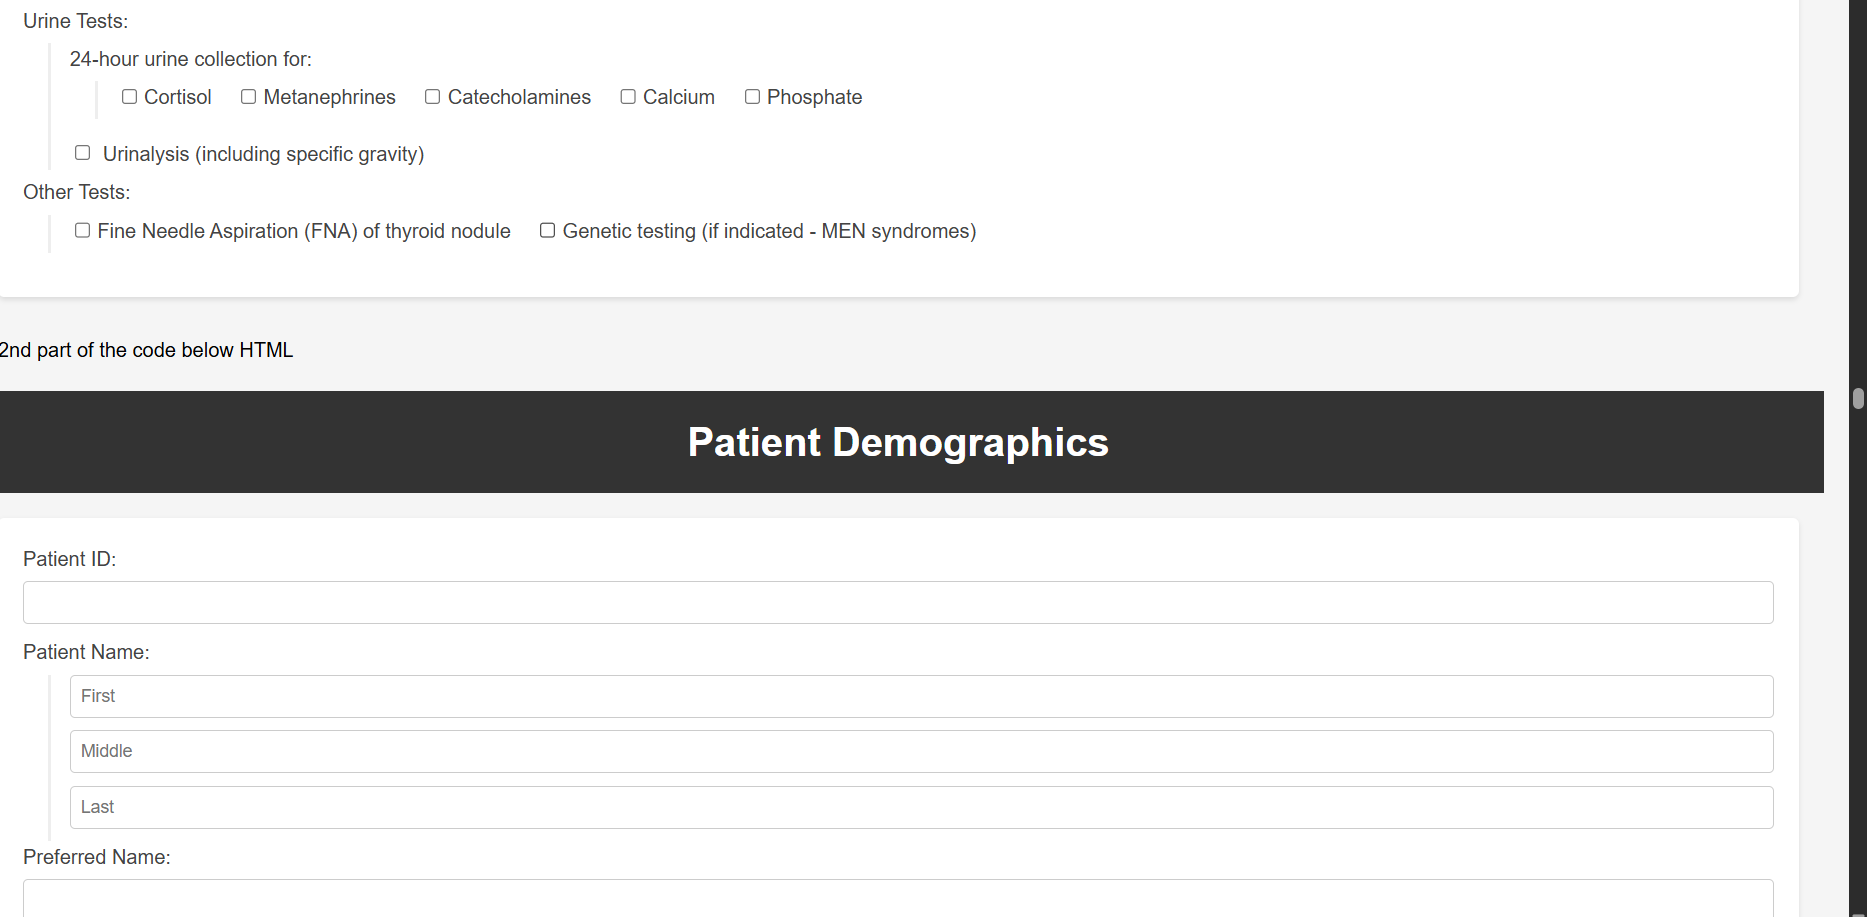 Urine Tests:
24-hour urine collection for:
Cortisol Metanephrines Catecholamines Calcium Phosphate
Urinalysis (including specific gravity)
Other Tests:
Fine Needle Aspiration (FNA) of thyroid nodule Genetic testing (if indicated - MEN syndromes)
2nd part of the code below HTML
Patient Demographics
Patient ID:
Patient Name:
First
Middle
Last
Preferred Name: